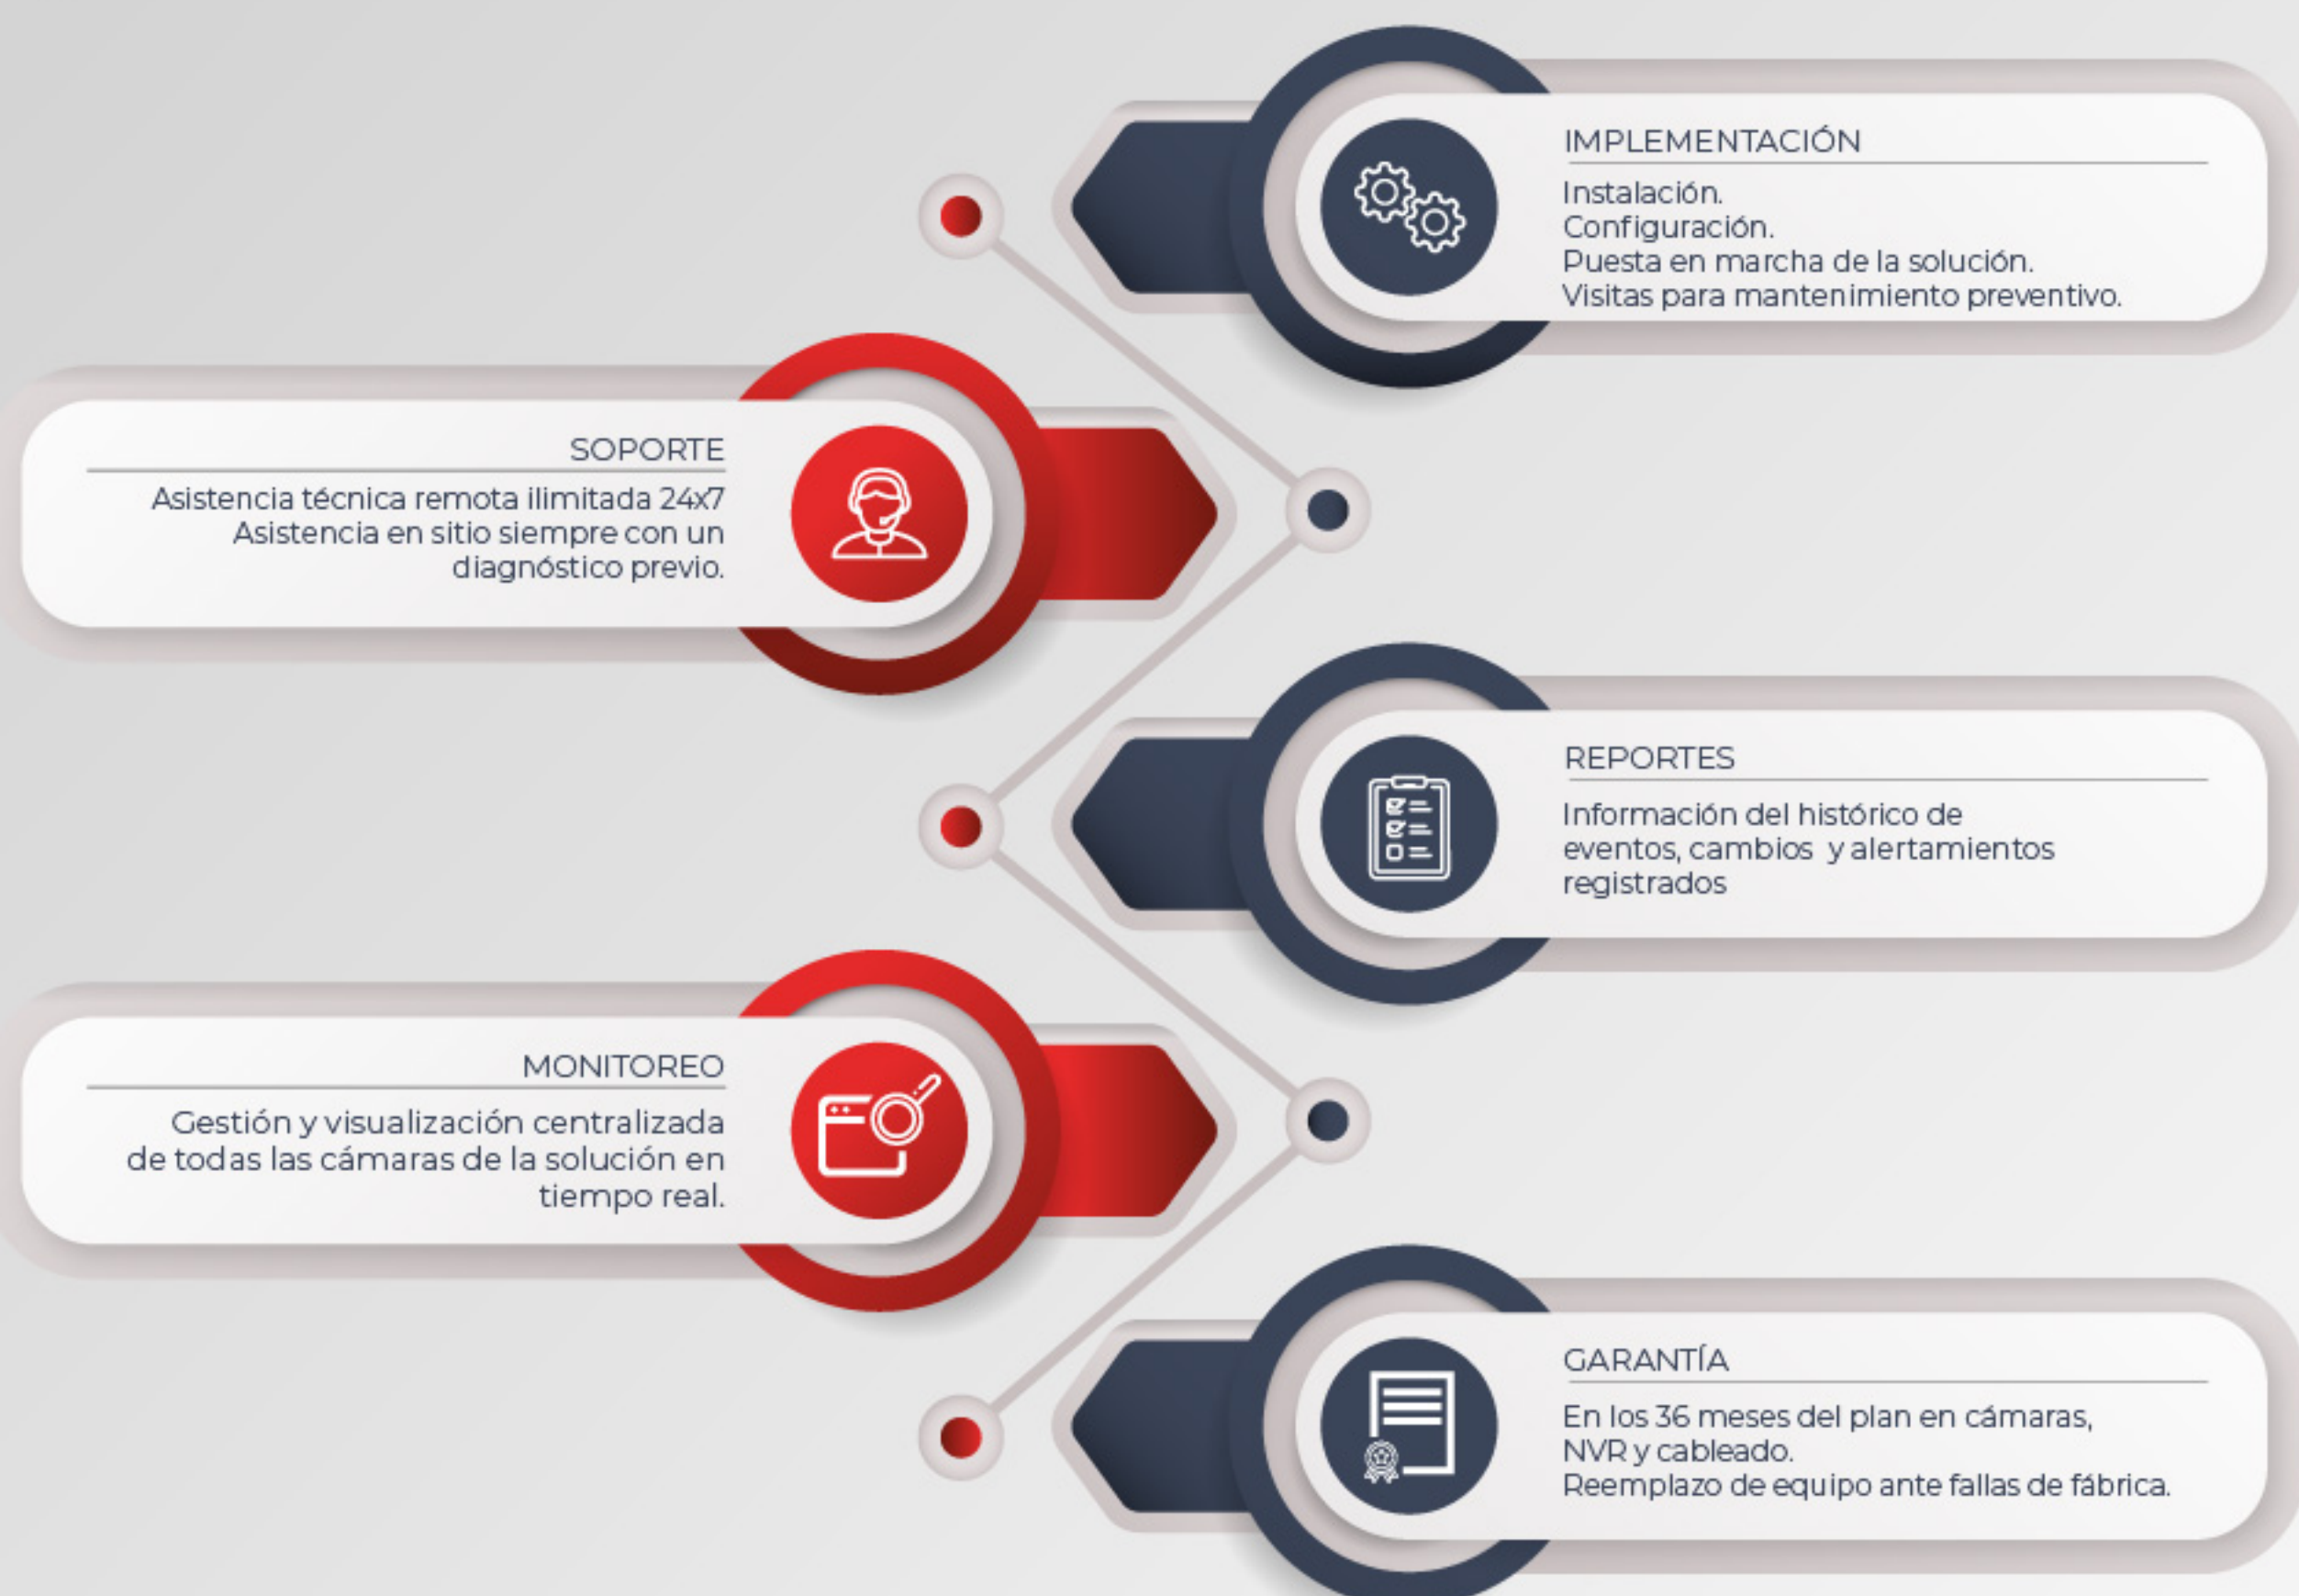 IMPLEMENTACIÓN
Instalación.
Configuración.
Puesta en marcha de la solución.
Visitas para mantenimiento preventivo.
SOPORTE
Asistencia técnica remota ilimitada 24x7
Asistencia en sitio siempre con un
diagnóstico previo.
REPORTES
Información del histórico de
eventos, cambios y alertamientos
registrados
MONITOREO
Gestión y visualización centralizada
de todas las cámaras de la solución en
tiempo real.
GARANTÍA
En los 36 meses del plan en cámaras,
NVR y cableado.
Reemplazo de equipo ante fallas de fábrica.